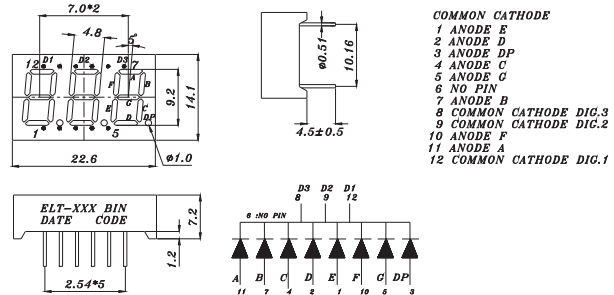 7.0*2
4.8
5°
12 D1 D2 D3 7
A
F B
G
E C
D DP
1 5
9.2
14.1
22.6
ø1.0
ø0.51
10.16
4.5±0.5
COMMON CATHODE
1 ANODE E
2 ANODE D
3 ANODE DP
4 ANODE C
5 ANODE G
6 NO PIN
7 ANODE B
8 COMMON CATHODE DIG.3
9 COMMON CATHODE DIG.2
10 ANODE F
11 ANODE A
12 COMMON CATHODE DIG.1
ELT-XXX BIN
DATE CODE
7.2
1.2
2.54*5
D3 D2 D1
8 9 12
6 :NO PIN
A B C D E F G DP
11 7 4 2 1 10 5 3